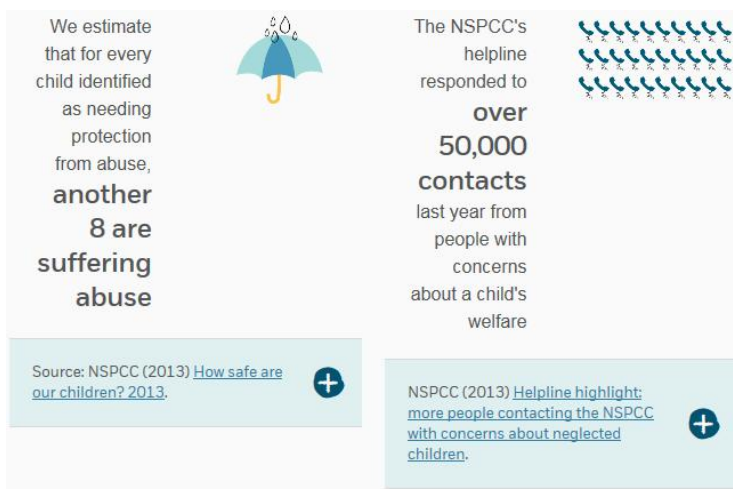 We estimate
that for every
child identified
as needing
protection
from abuse,
another
8 are
suffering
abuse
Source: NSPCC (2013) How safe are
our children? 2013.
The NSPCC's
helpline
responded to
over
50,000
contacts
last year from
people with
concerns
about a child's
welfare
NSPCC (2013) Helpline highlight:
more people contacting the NSPCC
with concerns about neglected
children.